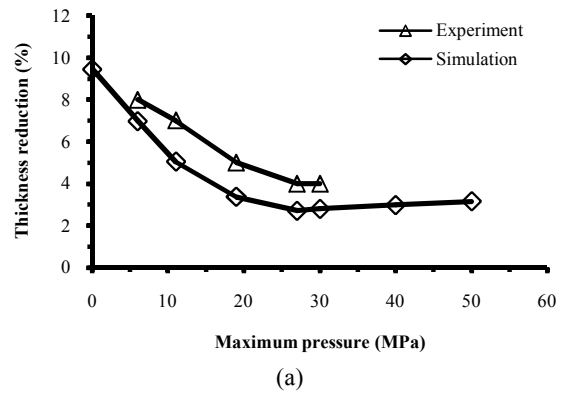 Experiment
Simulation
Thickness reduction (%)
12
10
8
6
4
2
0
0 10 20 30 40 50 60
Maximum pressure (MPa)
(a)